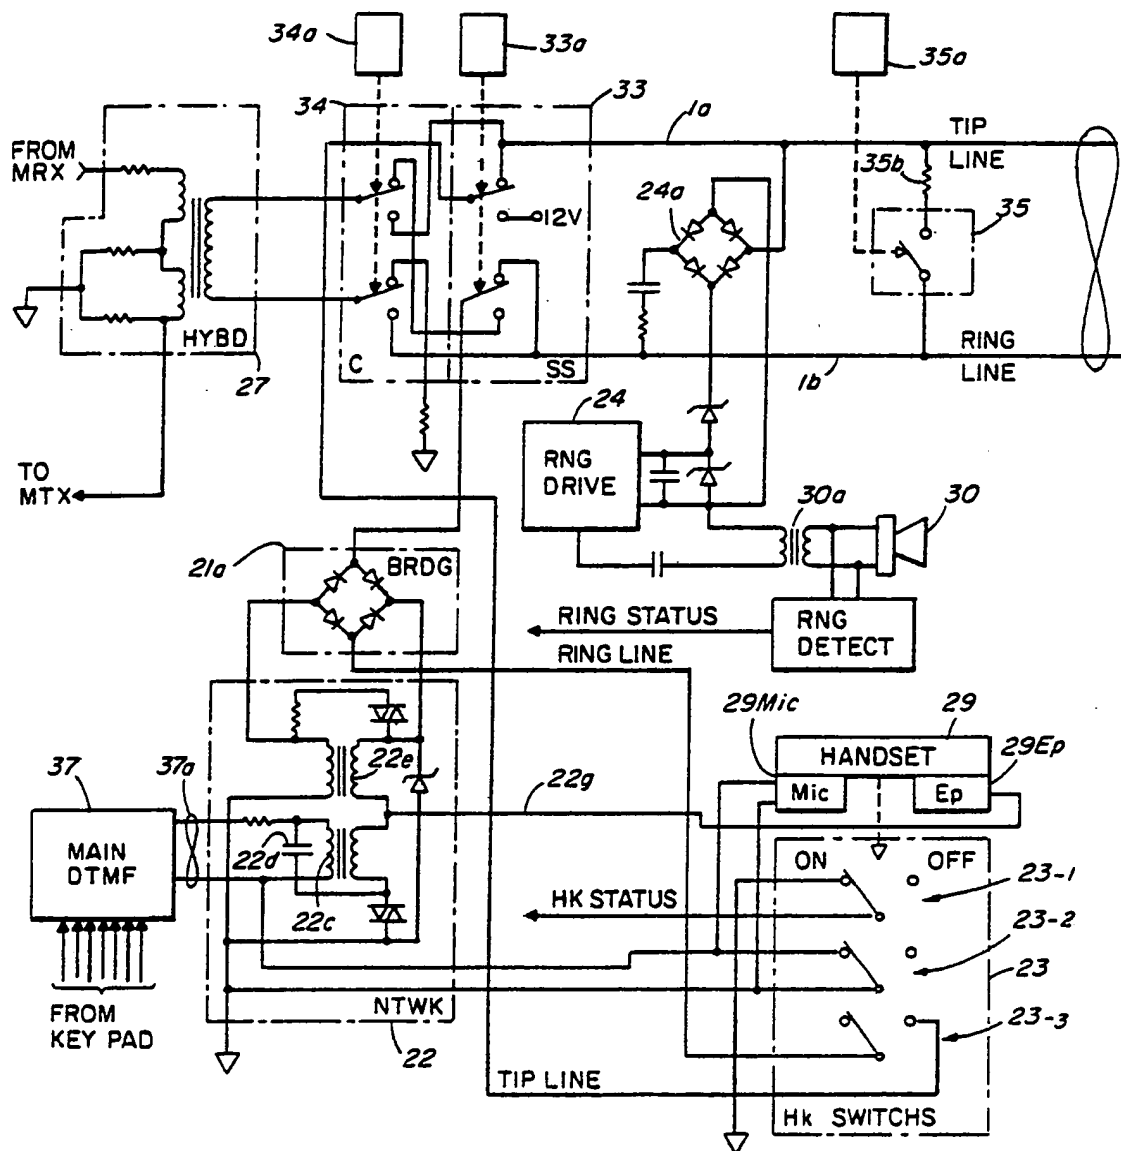 34a
33a
35a
34
33
1a
FROM
MRX
TIP
LINE
35b
35
24a
12V
HYBD
27
C
SS
RING
LINE
1b
24
TO
MTX
RNG
DRIVE
30a
30
21a
BRDG
RING STATUS
RING LINE
RNG
DETECT
29Mic
29
29Ep
HANDSET
Mic
Ep
37
37a
22e
22g
MAIN
DTMF
22d
22c
ON
OFF
23-1
HK STATUS
23-2
23
23-3
FROM
KEY PAD
NTWK
22
TIP LINE
Hk SWITCHS